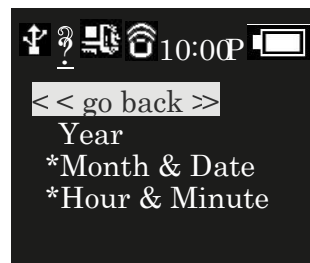 10:00P
< < go back >>
Year
*Month & Date
*Hour & Minute